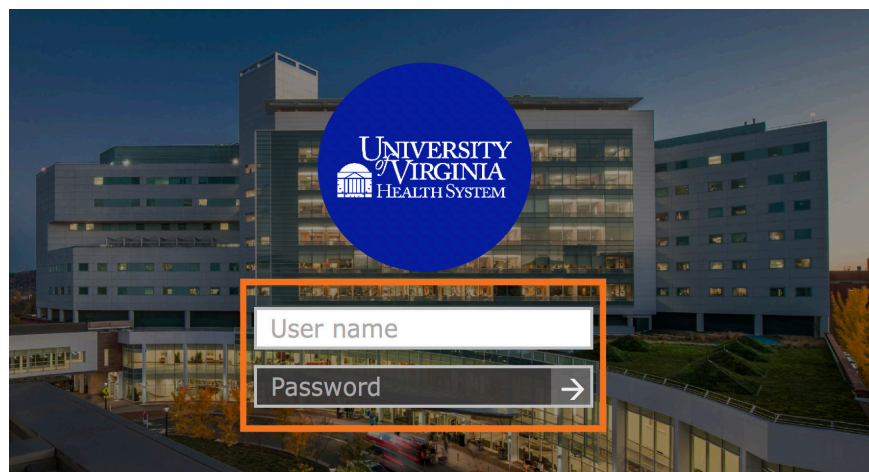 UNIVERSITY
of VIRGINIA
HEALTH SYSTEM
User name
Password